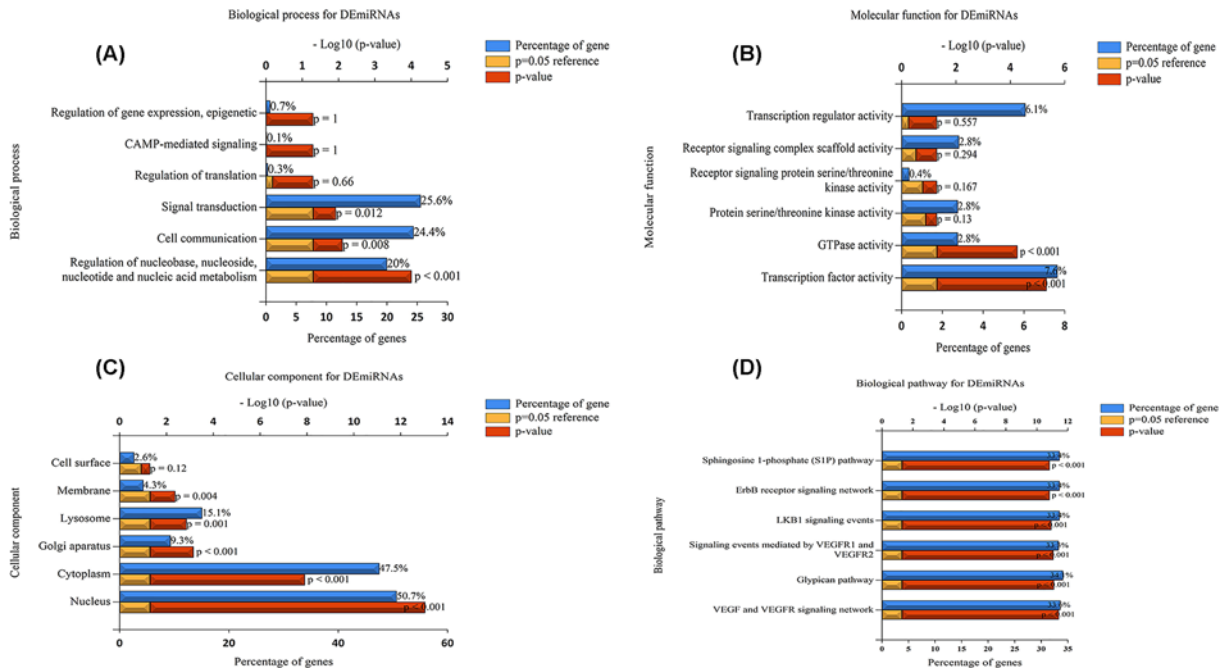 Biological process for DEmiRNAs
(A)
- Log10 (p-value)
0 1 2 3 4 5
Percentage of gene
p=0.05 reference
p-value
Biological process
Regulation of gene expression, epigenetic
0.7%
p = 1
CAMP-mediated signaling
0.1%
p = 1
Regulation of translation
0.3%
p = 0.66
Signal transduction
25.6%
p = 0.012
Cell communication
24.4%
p = 0.008
Regulation of nucleobase, nucleoside,
nucleotide and nucleic acid metabolism
20%
p < 0.001
0 5 10 15 20 25 30
Percentage of genes
Molecular function for DEmiRNAs
(B)
- Log10 (p-value)
0 2 4 6
Percentage of gene
p=0.05 reference
p-value
Molecular function
Transcription regulator activity
6.1%
p = 0.557
Receptor signaling complex scaffold activity
2.8%
p = 0.294
Receptor signaling protein serine/threonine
kinase activity
0.4%
p = 0.167
Protein serine/threonine kinase activity
2.8%
p = 0.13
GTPase activity
2.8%
p < 0.001
Transcription factor activity
7.6%
p < 0.001
0 2 4 6 8
Percentage of genes
(C)
Cellular component for DEmiRNAs
- Log10 (p-value)
0 2 4 6 8 10 12 14
Percentage of gene
p=0.05 reference
p-value
Cellular component
Cell surface
2.6%
p = 0.12
Membrane
4.3%
p = 0.004
Lysosome
15.1%
p = 0.001
Golgi aparatus
9.3%
p < 0.001
Cytoplasm
47.5%
p < 0.001
Nucleus
50.7%
p < 0.001
0 20 40 60
Percentage of genes
(D)
Biological pathway for DEmiRNAs
- Log10 (p-value)
0 2 4 6 8 10 12
Percentage of gene
p=0.05 reference
p-value
Biological pathway
Sphingosine 1-phosphate (S1P) pathway
p < 0.001
ErbB receptor signaling network
p < 0.001
LKB1 signaling events
p < 0.001
Signaling events mediated by VEGFR1 and
VEGFR2
p < 0.001
Glypican pathway
p < 0.001
VEGF and VEGFR signaling network
p < 0.001
0 5 10 15 20 25 30 35
Percentage of genes